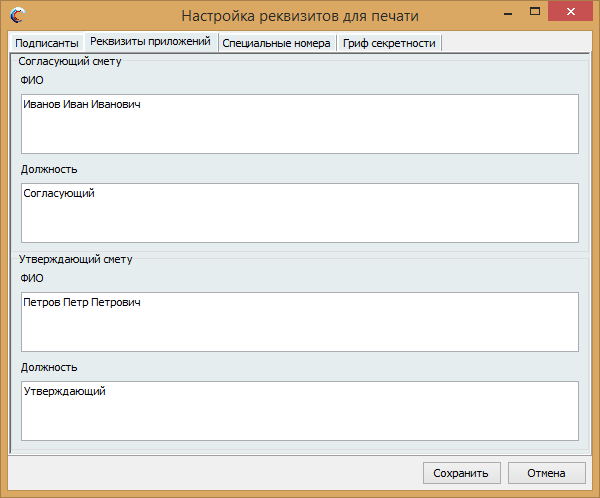 Настройка реквизитов для печати
Подписанты Реквизиты приложений Специальные номера Гриф секретности
Согласующий смету
ФИО
Иванов Иван Иванович
Должность
Согласующий
Утверждающий смету
ФИО
Петров Петр Петрович
Должность
Утверждающий
Сохранить Отмена